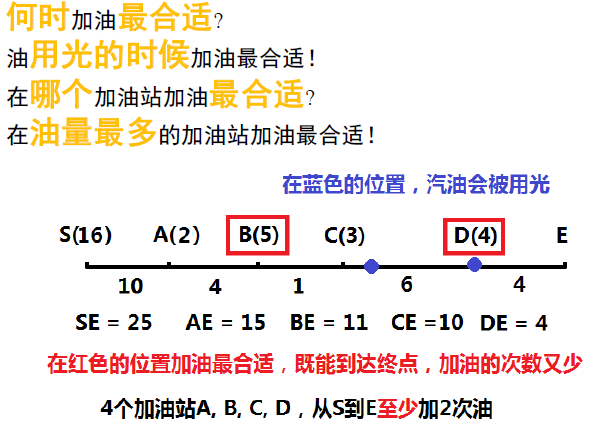 何时加油最合适?
油用光的时候加油最合适!
在哪个加油站加油最合适?
在油量最多的加油站加油最合适!
在蓝色的位置，汽油会被用光
S(16) A(2) B(5) C(3) D(4) E
10 4 1 6 4
SE = 25 AE = 15 BE = 11 CE =10 DE = 4
在红色的位置加油最合适，既能到达终点，加油的次数又少
4个加油站A, B, C, D，从S到E至少加2次油